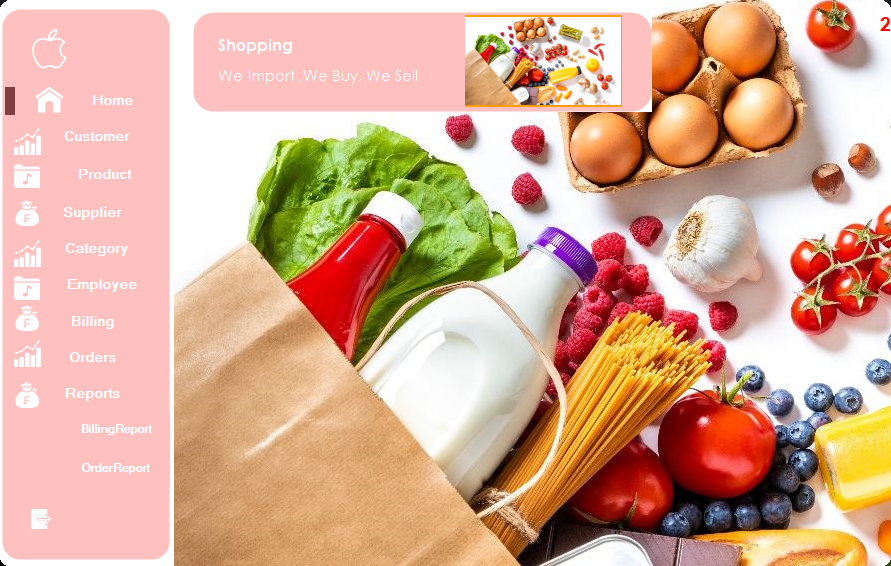 Shopping
We Import ,We Buy, We Sell
2
Home
Customer
Product
Supplier
Category
Employee
Billing
Orders
Reports
BillingReport
OrderReport
F
F
F